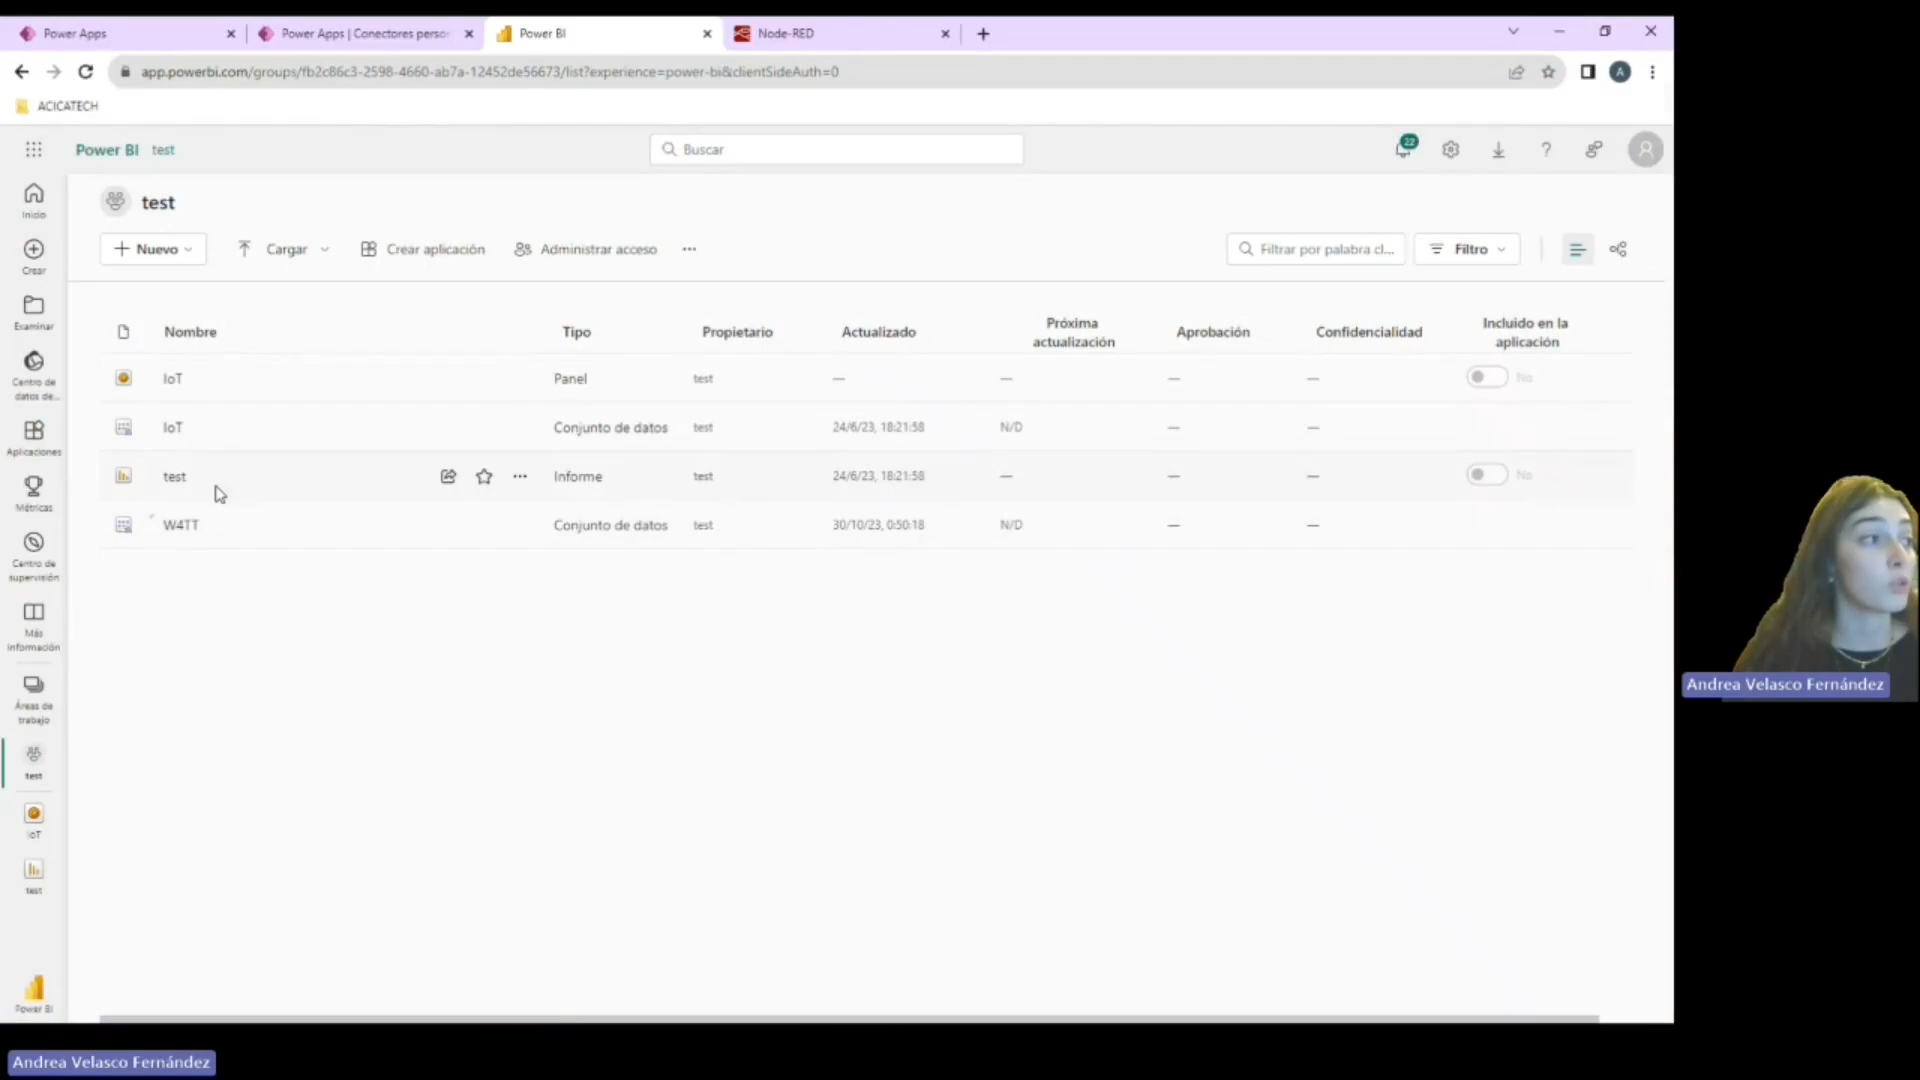 Power Apps
Power Apps | Conectores perso
Power BI
Node-RED
app.powerbi.com/groups/fb2c86c3-2598-4660-ab7a-12452de56673/list?experience=power-bi&clientSideAuth=0
A
ACICATECH
Power BI test
Buscar
22
test
Nuevo
Cargar
Crear aplicación
Administrar acceso
Filtrar por palabra cl...
Filtro
Inicio
Crear
Examinar
Centro de
datos de...
Aplicaciones
Métricas
Centro de
supervisión
Más
información
Áreas de
trabajo
test
IoT
test
Power BI
Nombre Tipo Propietario Actualizado Próxima actualización Aprobación Confidencialidad Incluido en la aplicación
IoT Panel test — — — — No
IoT Conjunto de datos test 24/6/23, 18:21:58 N/D — —
test Informe test 24/6/23, 18:21:58 — — — No
W4TT Conjunto de datos test 30/10/23, 0:50:18 N/D — —
Andrea Velasco Fernández
Andrea Velasco Fernández